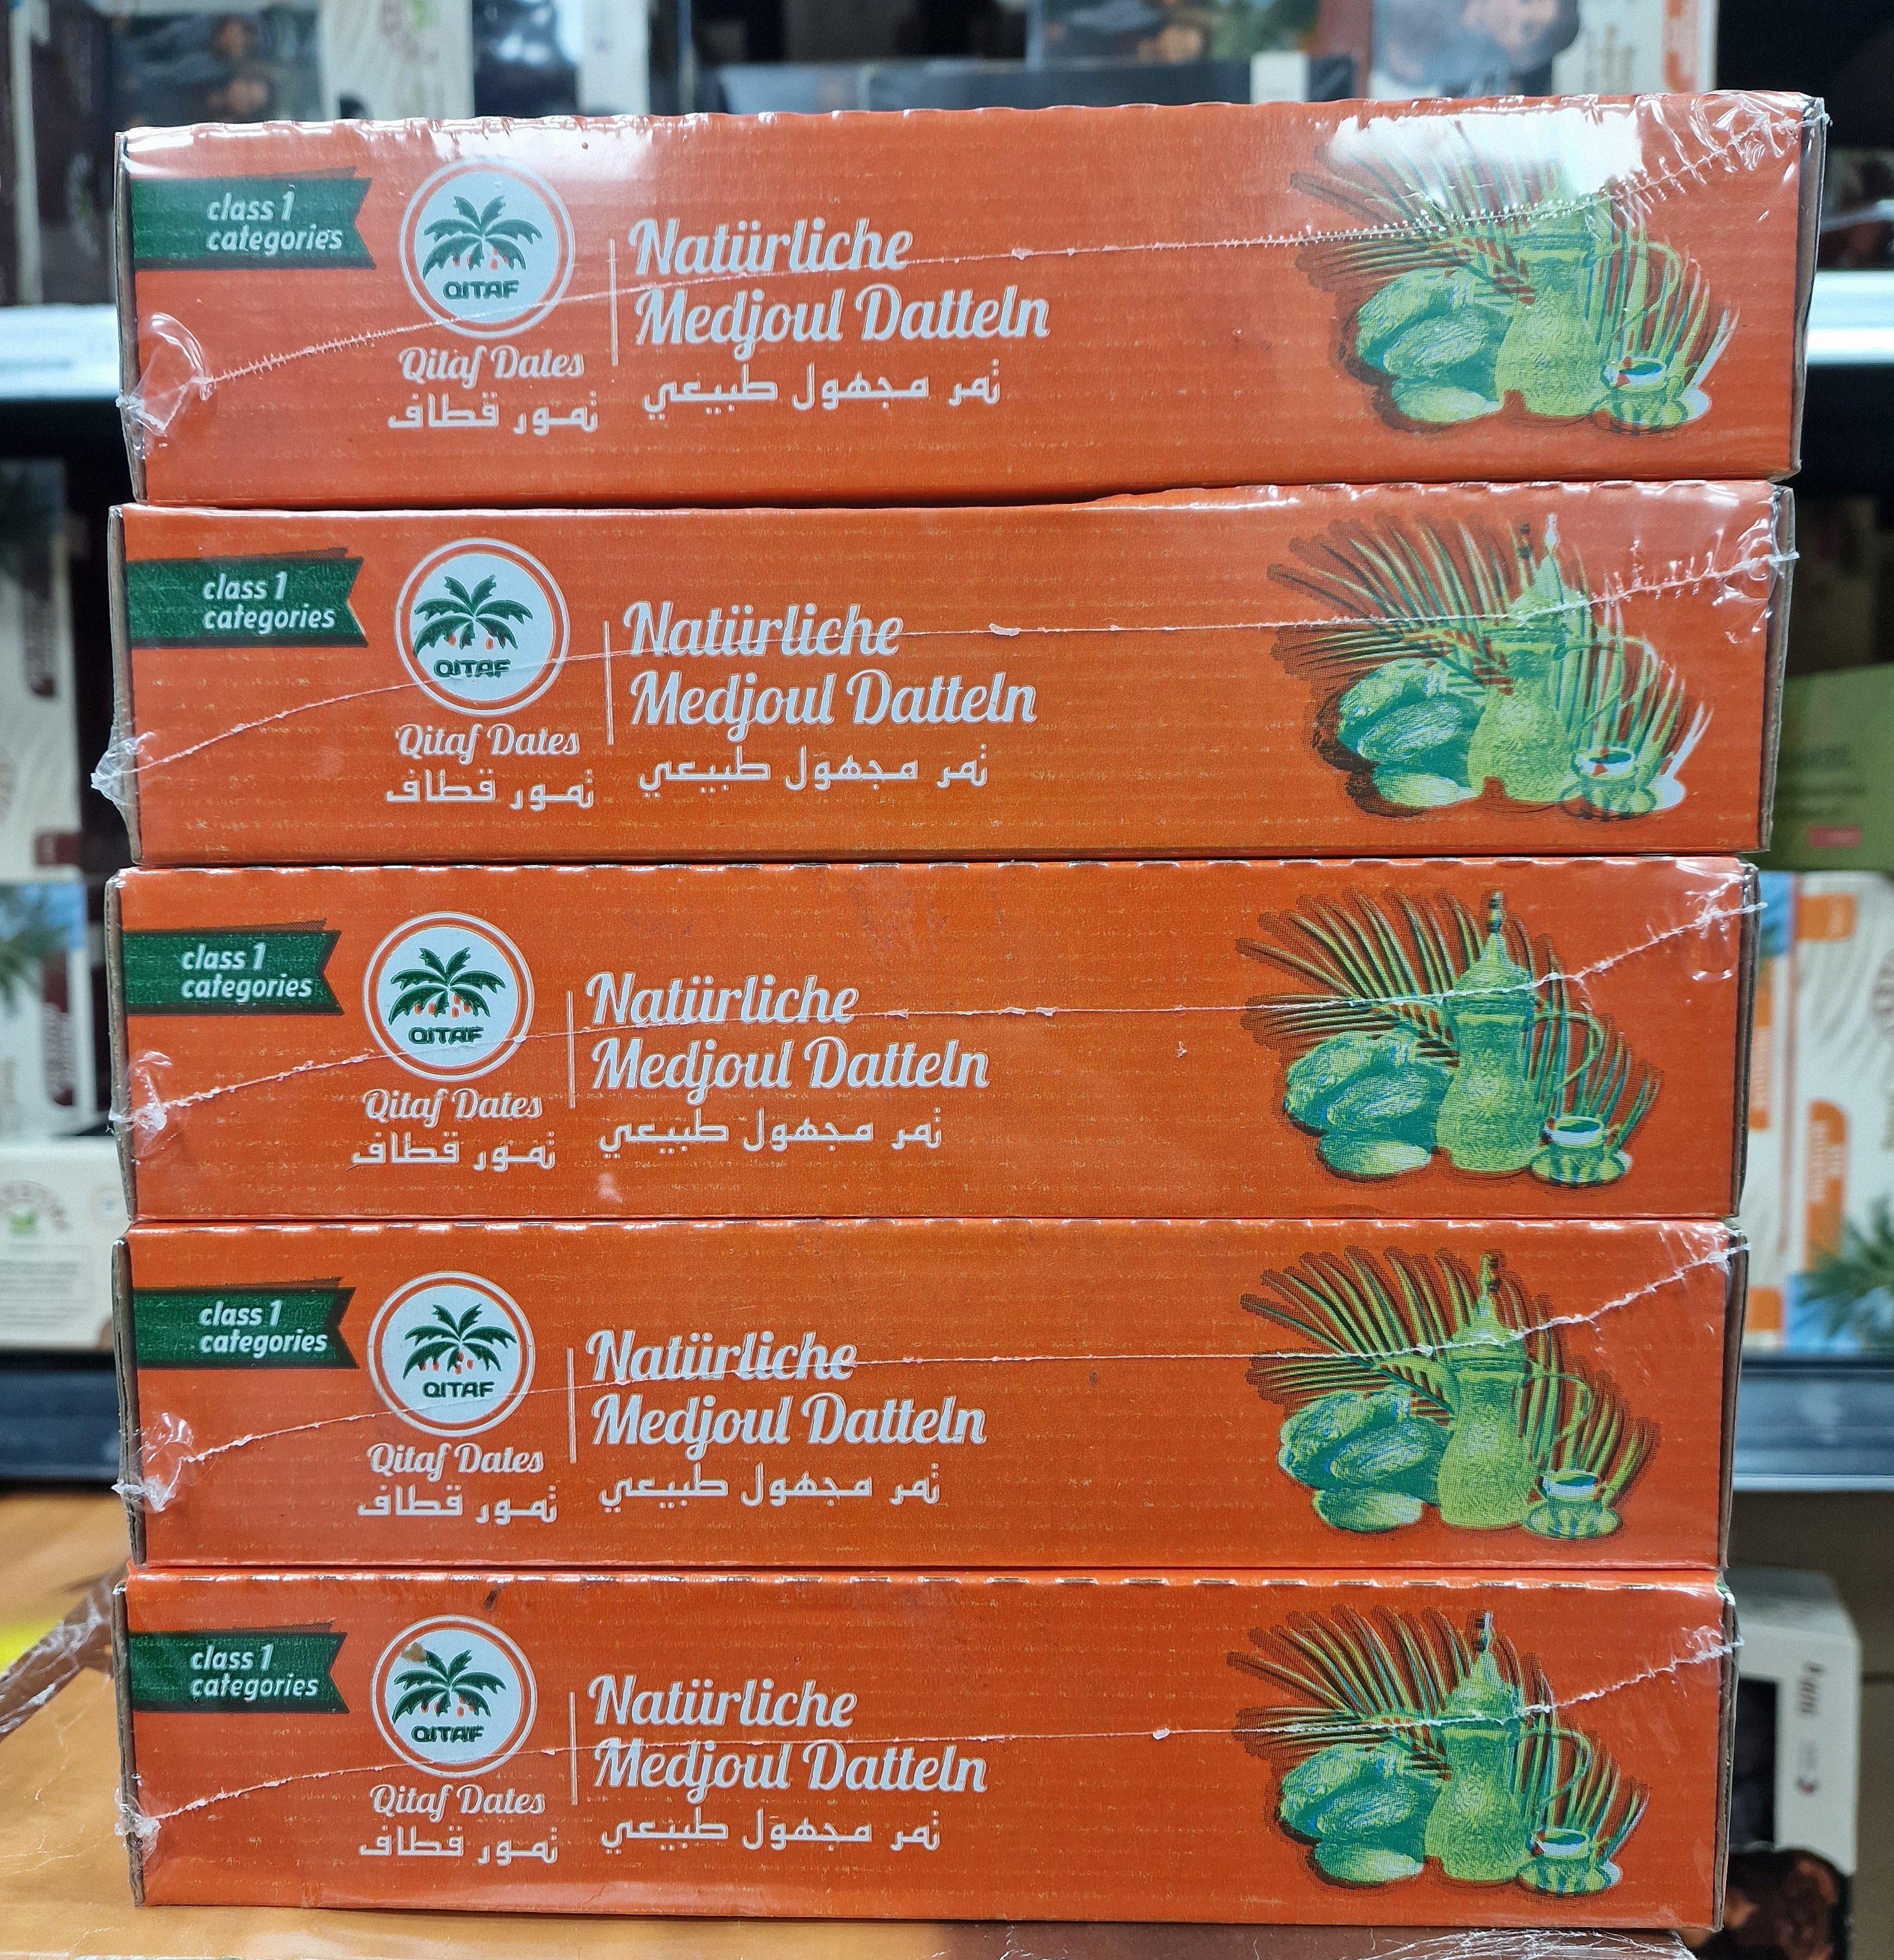 class 1
categories
QITAF
Qitaf Dates
تمور قطاف
Natürliche
Medjoul Datteln
تمر مجهول طبيعي
class 1
categories
QITAF
Qitaf Dates
تمور قطاف
Natürliche
Medjoul Datteln
تمر مجهول طبيعي
class 1
categories
QITAF
Qitaf Dates
تمور قطاف
Natürliche
Medjoul Datteln
تمر مجهول طبيعي
class 1
categories
QITAF
Qitaf Dates
تمور قطاف
Natürliche
Medjoul Datteln
تمر مجهول طبيعي
class 1
categories
QITAF
Qitaf Dates
تمور قطاف
Natürliche
Medjoul Datteln
تمر مجهول طبيعي